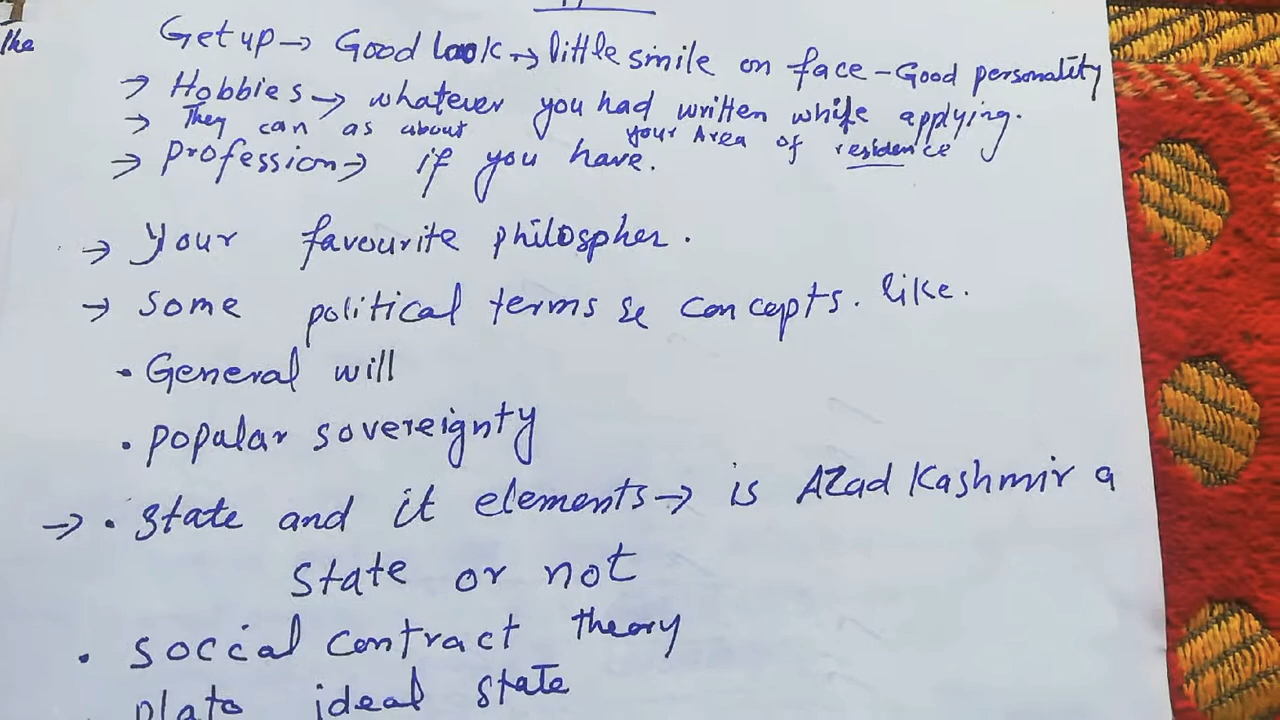 The
Getup → Good look → little smile on face - Good personality
→ Hobbies → whatever you had written while applying.
→ They can as about your Area of residence
→ Profession → if you have.
→ Your favourite philospher.
→ Some political terms & concepts. like.
• General will
• popular sovereignty
→ • State and it elements → is Azad Kashmir a
State or not
• social contract theory
• plato ideal state